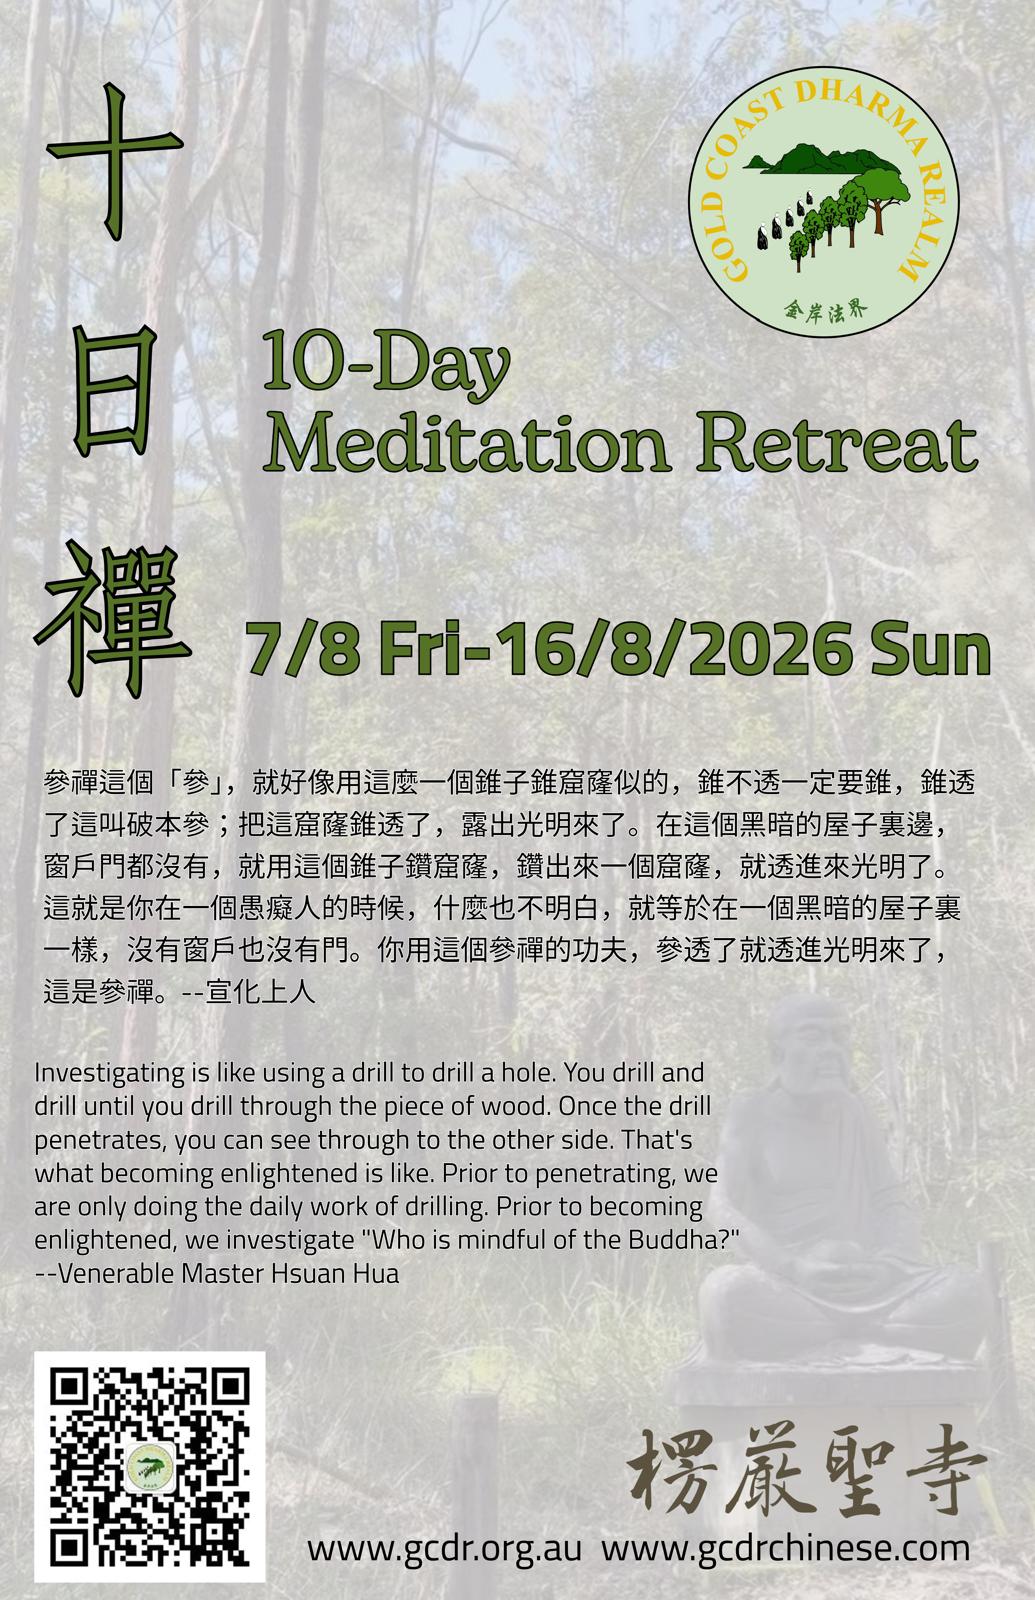 十日禪
GOLD COAST DHARMA REALM
金岸法界
10-Day
Meditation Retreat
7/8 Fri-16/8/2026 Sun
參禪這個「參」，就好像用這麼一個錐子錐窟窿似的，錐不透一定要錐，錐透
了這叫破本參；把這窟窿錐透了，露出光明來了。在這個黑暗的屋子裏邊，
窗戶門都沒有，就用這個錐子鑽窟窿，鑽出來一個窟窿，就透進來光明了。
這就是你在一個愚癡人的時候，什麼也不明白，就等於在一個黑暗的屋子裏
一樣，沒有窗戶也沒有門。你用這個參禪的功夫，參透了就透進光明來了，
這是參禪。--宣化上人
Investigating is like using a drill to drill a hole. You drill and
drill until you drill through the piece of wood. Once the drill
penetrates, you can see through to the other side. That's
what becoming enlightened is like. Prior to penetrating, we
are only doing the daily work of drilling. Prior to becoming
enlightened, we investigate "Who is mindful of the Buddha?"
--Venerable Master Hsuan Hua
楞嚴聖寺
www.gcdr.org.au www.gcdrchinese.com